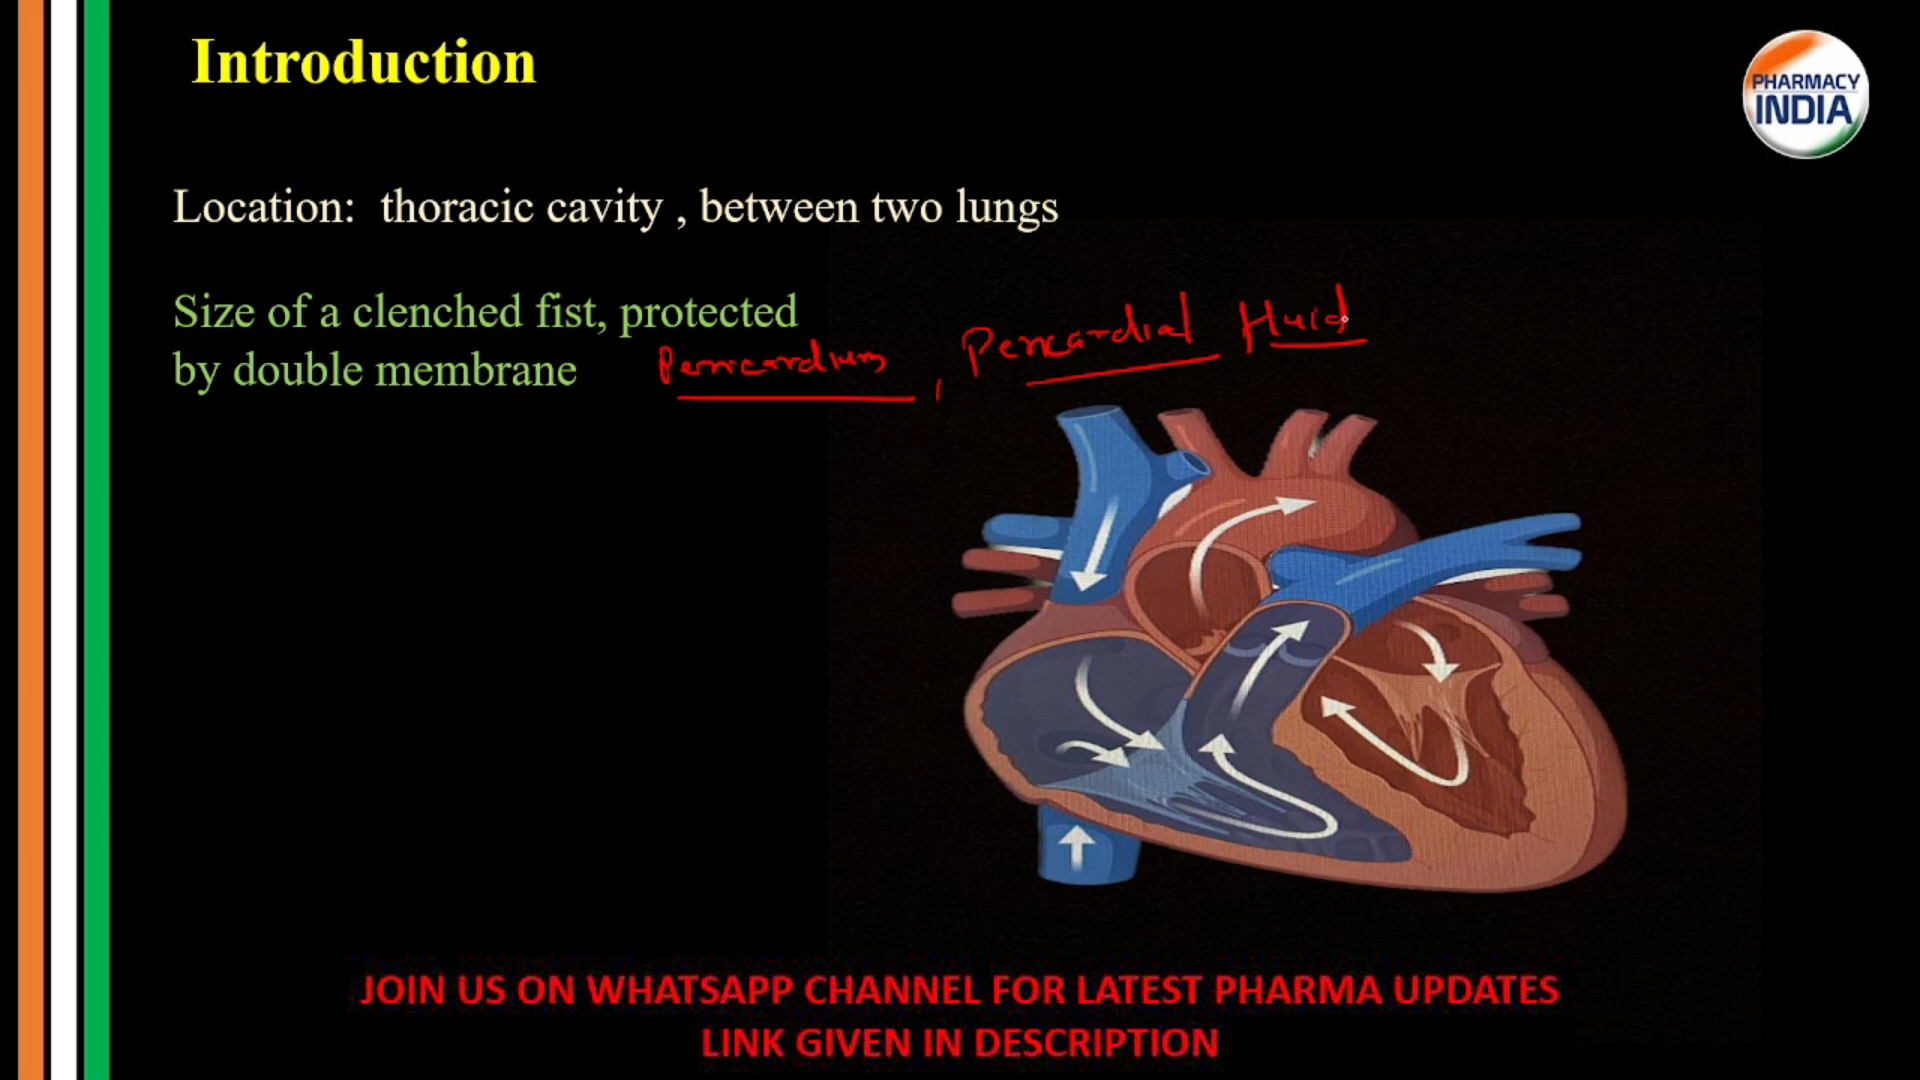 Introduction
PHARMACY
INDIA
Location: thoracic cavity , between two lungs
Size of a clenched fist, protected
by double membrane
Pericardium , Pericardial fluid
JOIN US ON WHATSAPP CHANNEL FOR LATEST PHARMA UPDATES
LINK GIVEN IN DESCRIPTION